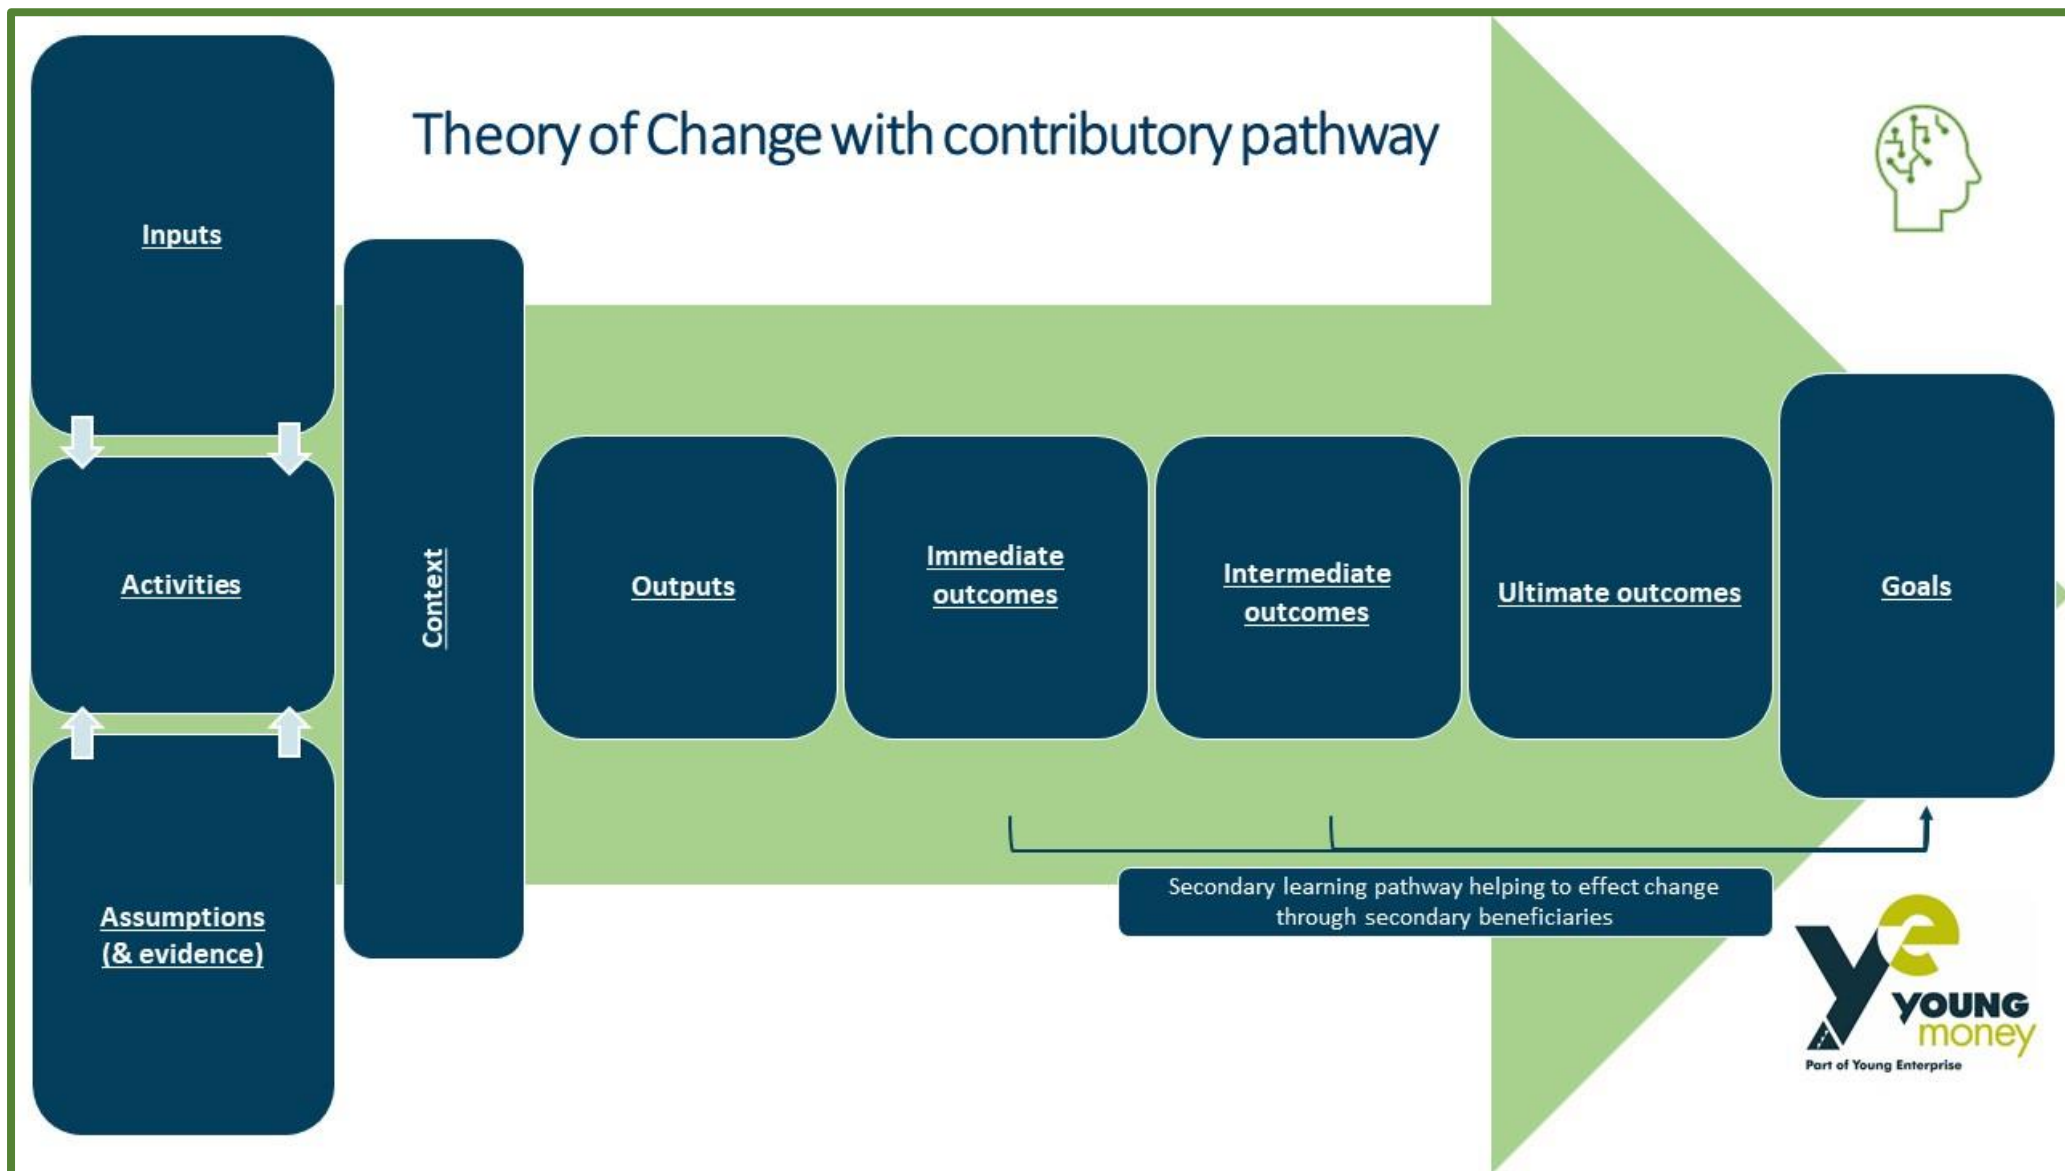 Theory of Change with contributory pathway
Inputs
Activities
Assumptions
(& evidence)
Context
Outputs
Immediate
outcomes
Intermediate
outcomes
Ultimate outcomes
Goals
Secondary learning pathway helping to effect change
through secondary beneficiaries
ye
YOUNG
money
Part of Young Enterprise